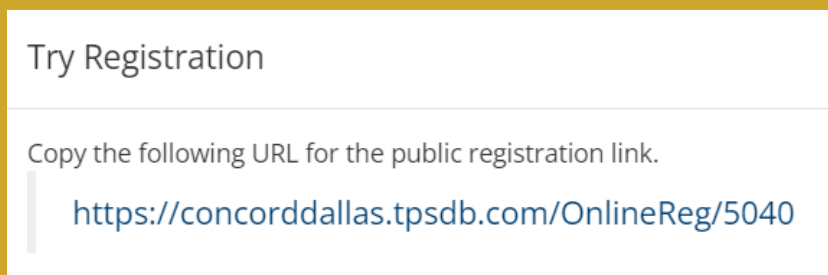 Try Registration
Copy the following URL for the public registration link.
https://concorddallas.tpsdb.com/OnlineReg/5040